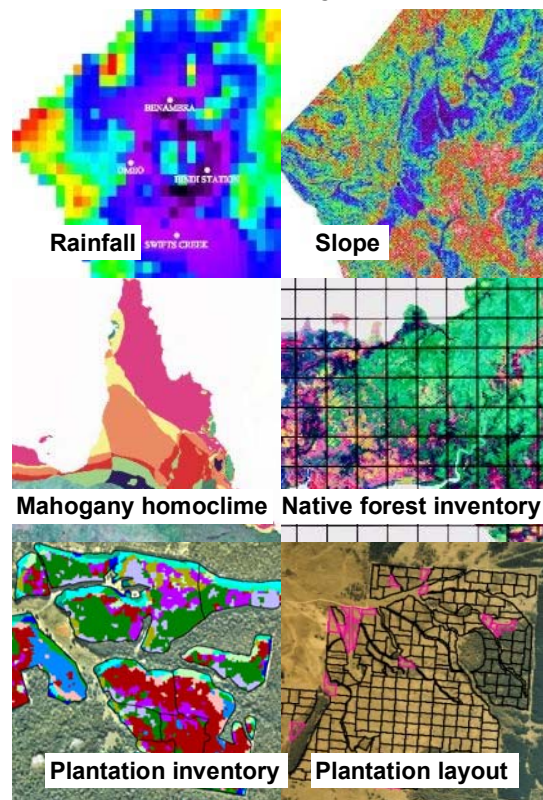 BENAMBRA
OMEO
BINDI STATION
SWIFTS CREEK
Rainfall
Slope
Mahogany homoclime
Native forest inventory
Plantation inventory
Plantation layout